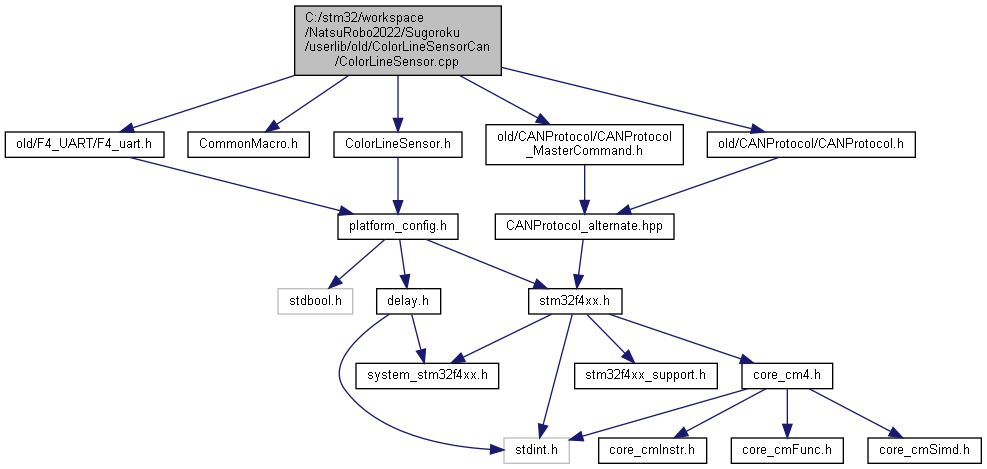 C:/stm32/workspace
/NatsuRobo2022/Sugoroku
/userlib/old/ColorLineSensorCan
/ColorLineSensor.cpp
old/F4_UART/F4_uart.h
CommonMacro.h
ColorLineSensor.h
old/CANProtocol/CANProtocol
_MasterCommand.h
old/CANProtocol/CANProtocol.h
platform_config.h
CANProtocol_alternate.hpp
stdbool.h
delay.h
stm32f4xx.h
system_stm32f4xx.h
stm32f4xx_support.h
core_cm4.h
stdint.h
core_cmInstr.h
core_cmFunc.h
core_cmSimd.h